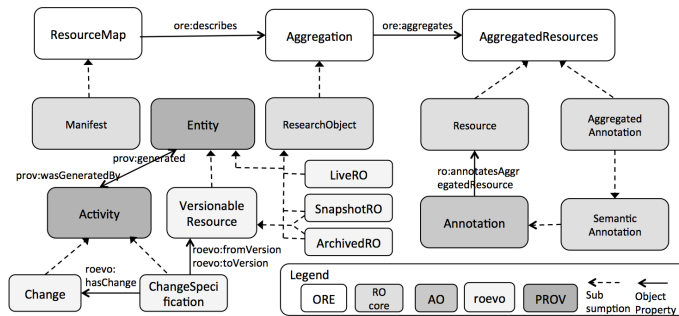 ore:describes
ore:aggregates
ResourceMap
Aggregation
AggregatedResources
Manifest
Entity
ResearchObject
Resource
Aggregated
Annotation
prov:generated
prov:wasGeneratedBy
LiveRO
ro:annotatesAggr
egatedResource
Activity
Versionable
Resource
SnapshotRO
Annotation
Semantic
Annotation
ArchivedRO
roevo:fromVersion
roevo:toVersion
roevo:
hasChange
Change
ChangeSpeci
fication
Legend
ORE
RO
core
AO
roevo
PROV
Sub
sumption
Object
Property